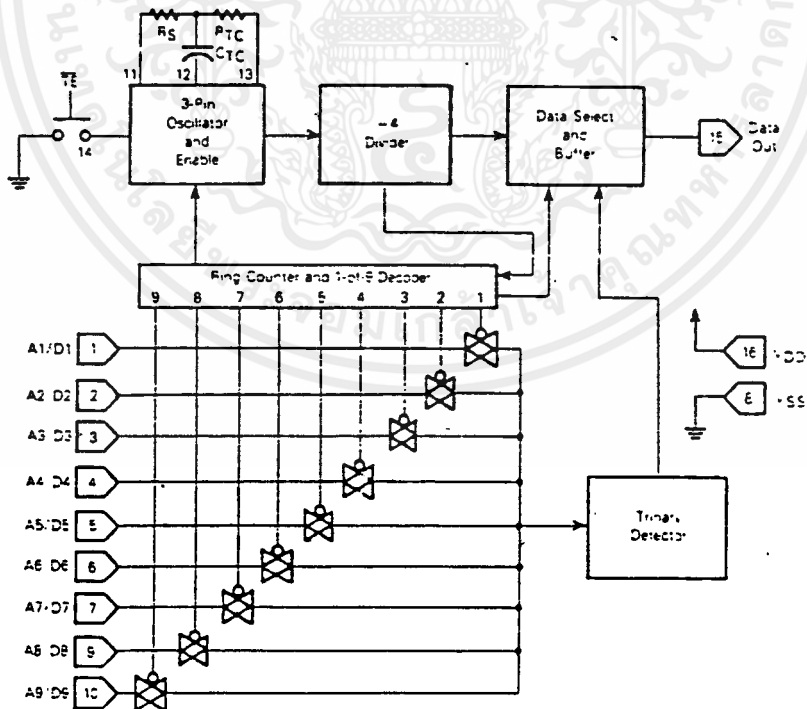 RS RTC
CTC
11 12 13
TE
14
3-Pin
Oscillator
and
Enable
÷4
Divider
Data Select
and
Buffer
15
Data
Out
Ring Counter and 1-of-9 Decoder
9 8 7 6 5 4 3 2 1
A1/D1 1
A2/D2 2
A3/D3 3
A4/D4 4
A5/D5 5
A6/D6 6
A7/D7 7
A8/D8 9
A9/D9 10
16 VDD
8 VSS
Trinary
Detector